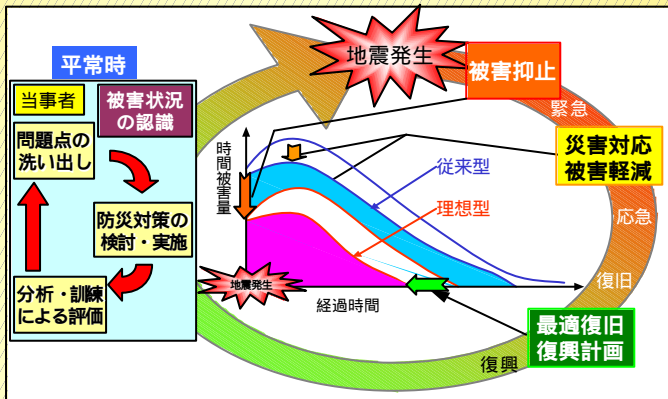 地震発生
被害抑止
平常時
当事者
被害状況
の認識
問題点の
洗い出し
防災対策の
検討・実施
分析・訓練
による評価
時間被害量
従来型
理想型
地震発生
経過時間
緊急
災害対応
被害軽減
応急
復旧
最適復旧
復興計画
復興